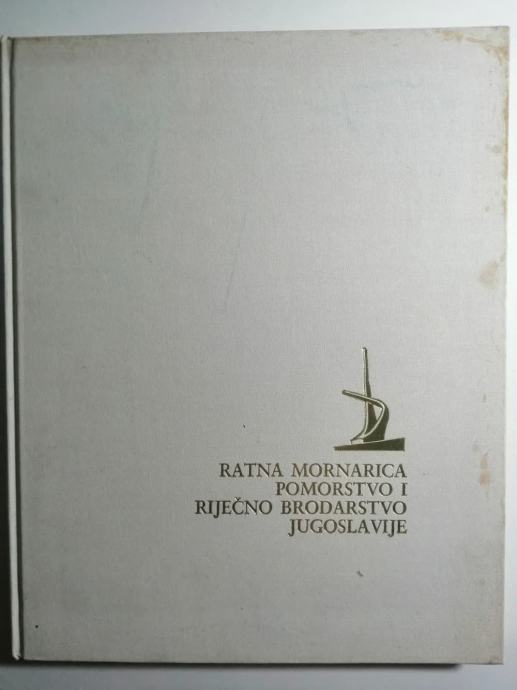 RATNA MORNARICA
POMORSTVO I
RIJEČNO BRODARSTVO
JUGOSLAVIJE